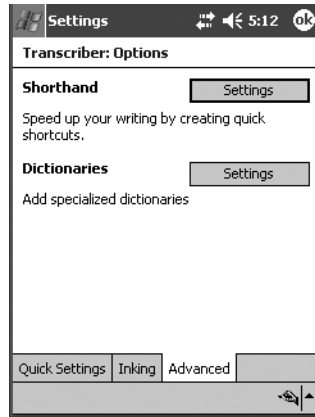 Settings 5:12 ok
Transcriber: Options
Shorthand Settings
Speed up your writing by creating quick
shortcuts.
Dictionaries Settings
Add specialized dictionaries
Quick Settings Inking Advanced